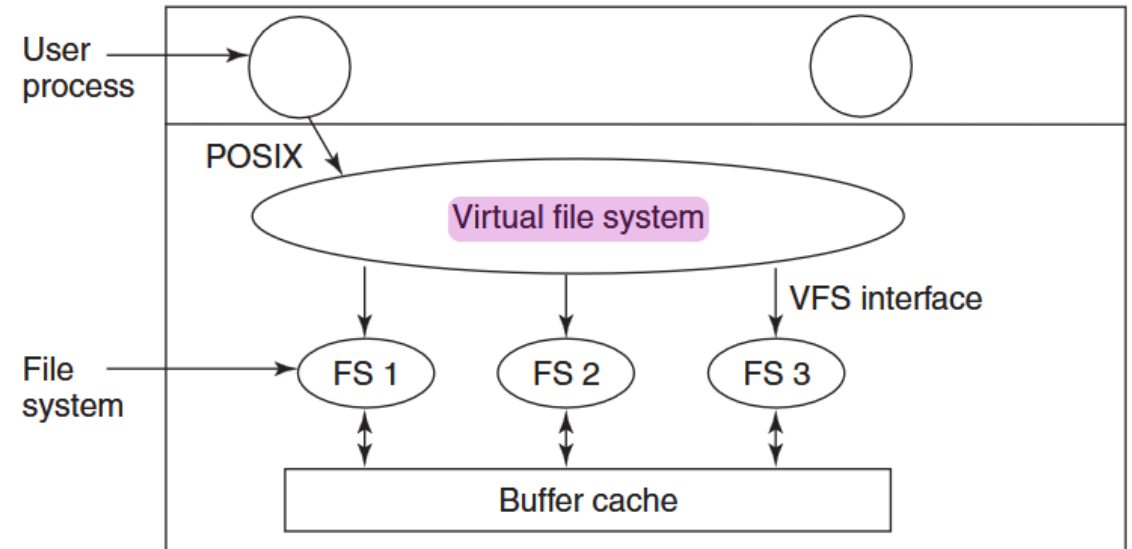 User
process
POSIX
Virtual file system
VFS interface
File
system
FS 1
FS 2
FS 3
Buffer cache